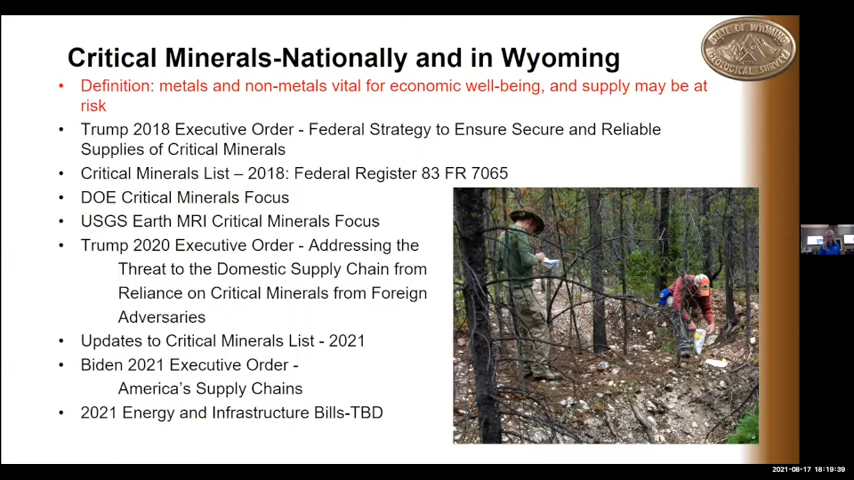 Critical Minerals-Nationally and in Wyoming
STATE OF WYOMING
GEOLOGICAL SURVEY
• Definition: metals and non-metals vital for economic well-being, and supply may be at
risk
• Trump 2018 Executive Order - Federal Strategy to Ensure Secure and Reliable
Supplies of Critical Minerals
• Critical Minerals List – 2018: Federal Register 83 FR 7065
• DOE Critical Minerals Focus
• USGS Earth MRI Critical Minerals Focus
• Trump 2020 Executive Order - Addressing the
Threat to the Domestic Supply Chain from
Reliance on Critical Minerals from Foreign
Adversaries
• Updates to Critical Minerals List - 2021
• Biden 2021 Executive Order -
America's Supply Chains
• 2021 Energy and Infrastructure Bills-TBD
2021-08-17 18:19:39